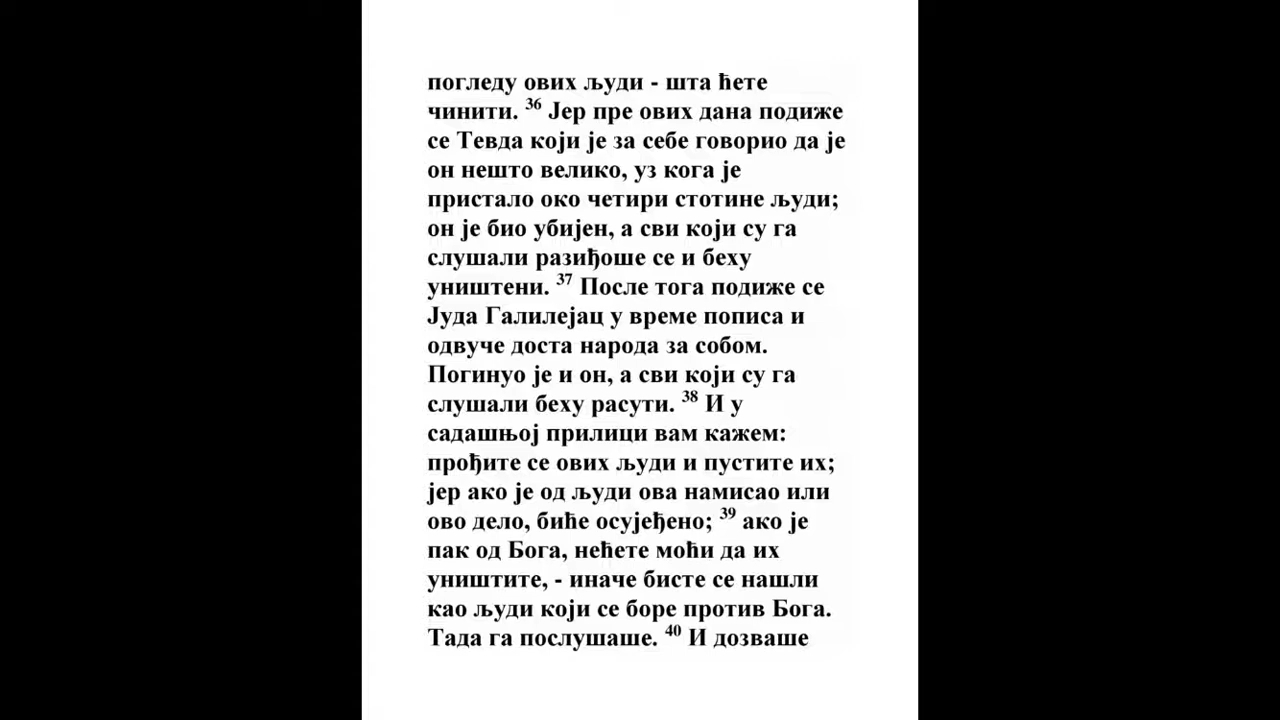 погледу ових људи - шта ћете
чинити. 36 Јер пре ових дана подиже
се Тевда који је за себе говорио да је
он нешто велико, уз кога је
пристало око четири стотине људи;
он је био убијен, а сви који су га
слушали разиђоше се и беху
уништени. 37 После тога подиже се
Јуда Галилејац у време пописа и
одвуче доста народа за собом.
Погинуо је и он, а сви који су га
слушали беху расути. 38 И у
садашњој прилици вам кажем:
прођите се ових људи и пустите их;
јер ако је од људи ова намисао или
ово дело, биће осујеђено; 39 ако је
пак од Бога, нећете моћи да их
уништите, - иначе бисте се нашли
као људи који се боре против Бога.
Тада га послушаше. 40 И дозваше